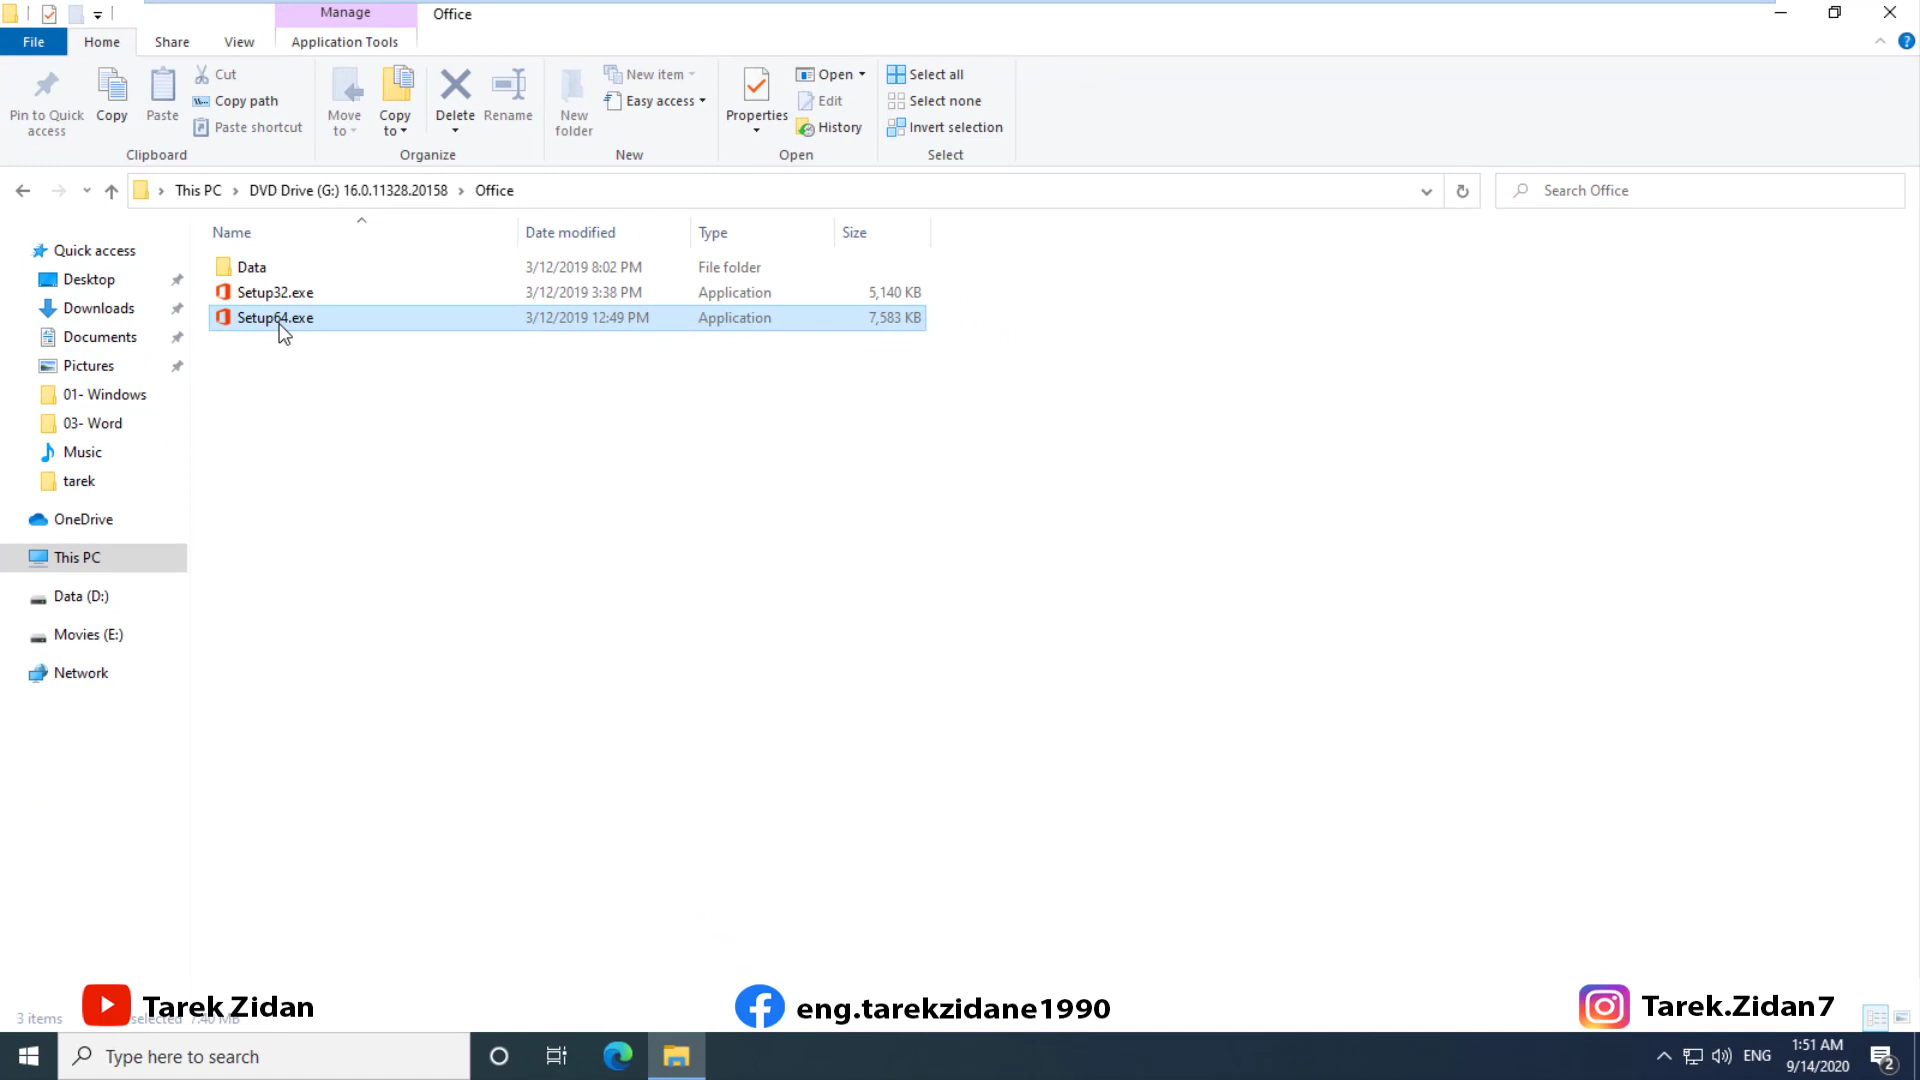 Manage
Office
File
Home
Share
View
Application Tools
Pin to Quick access
Copy
Paste
Cut
Copy path
Paste shortcut
Clipboard
Move to
Copy to
Delete
Rename
Organize
New folder
New item
Easy access
New
Properties
Open
Edit
History
Open
Select all
Select none
Invert selection
Select
This PC > DVD Drive (G:) 16.0.11328.20158 > Office
Search Office
Name Date modified Type Size
Data 3/12/2019 8:02 PM File folder
Setup32.exe 3/12/2019 3:38 PM Application 5,140 KB
Setup64.exe 3/12/2019 12:49 PM Application 7,583 KB
Quick access
Desktop
Downloads
Documents
Pictures
01- Windows
03- Word
Music
tarek
OneDrive
This PC
Data (D:)
Movies (E:)
Network
3 items
selected 7.40 MB
Tarek Zidan
eng.tarekzidane1990
Tarek.Zidan7
Type here to search
ENG
1:51 AM
9/14/2020
2